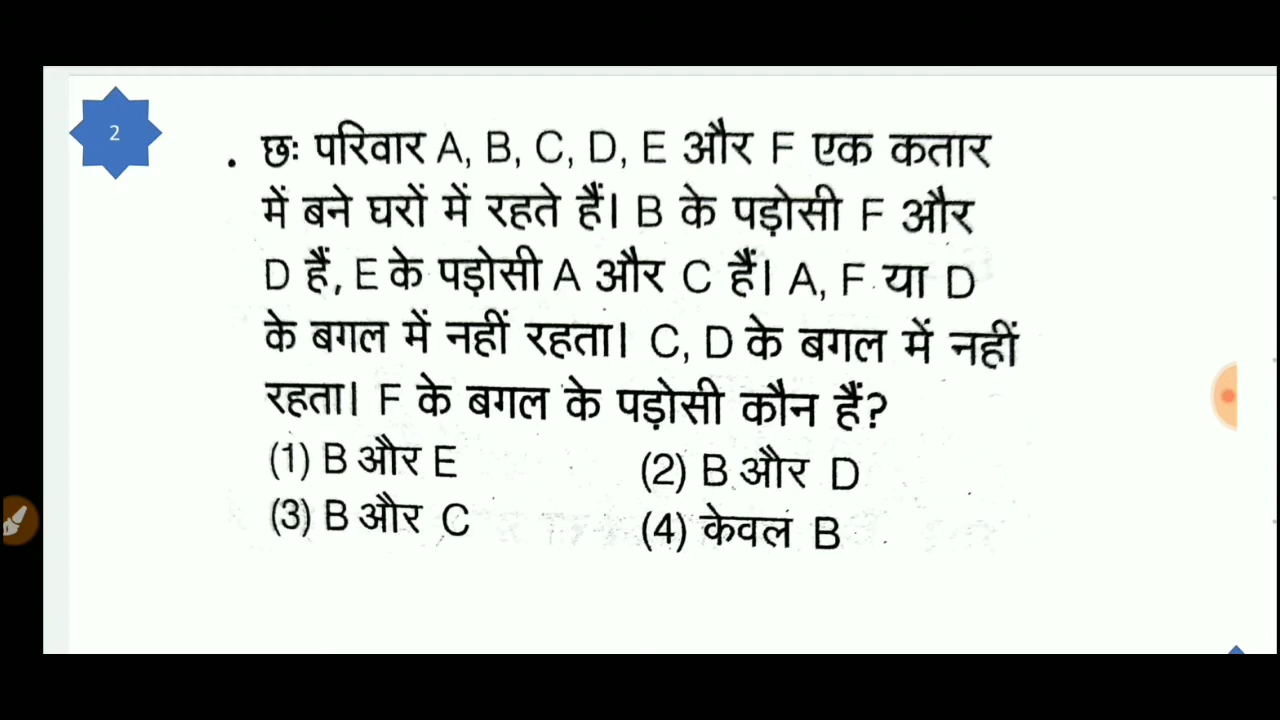 2
. छः परिवार A, B, C, D, E और F एक कतार
में बने घरों में रहते हैं। B के पड़ोसी F और
D हैं, E के पड़ोसी A और C हैं। A, F या D
के बगल में नहीं रहता। C, D के बगल में नहीं
रहता। F के बगल के पड़ोसी कौन हैं?
(1) B और E (2) B और D
(3) B और C (4) केवल B